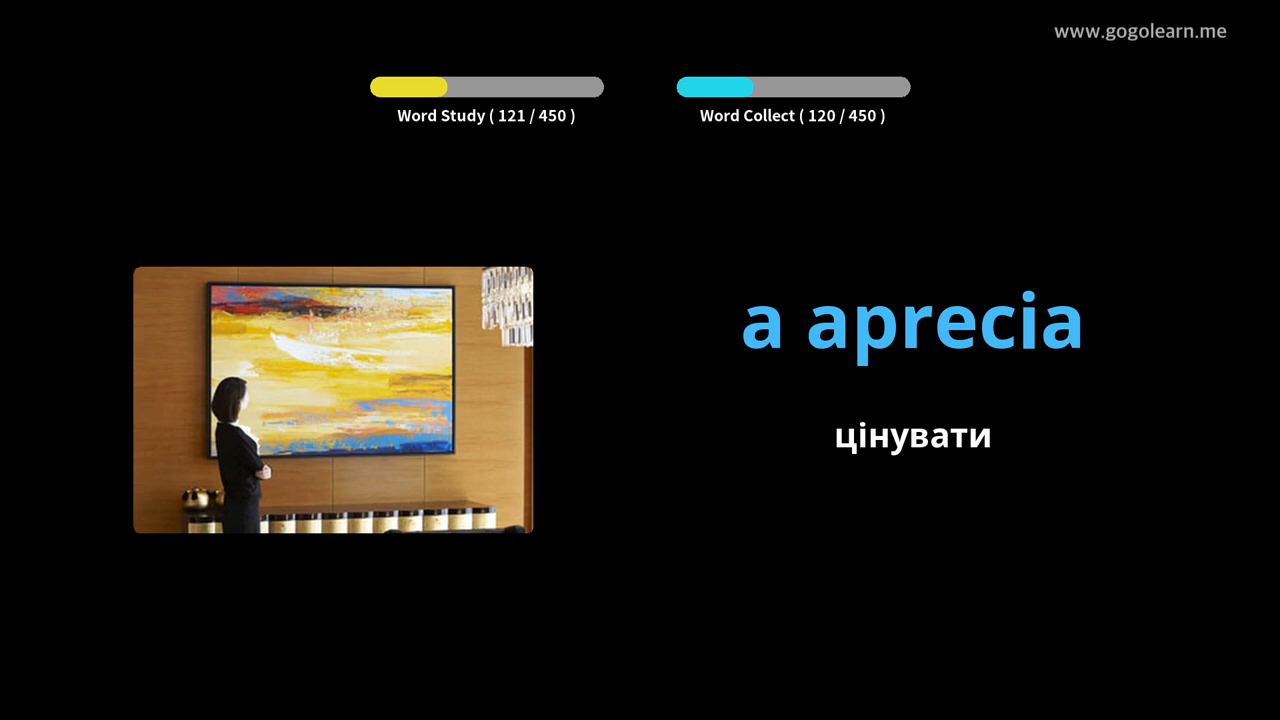 www.gogolearn.me
Word Study ( 121 / 450 )
Word Collect ( 120 / 450 )
a aprecia
цінувати